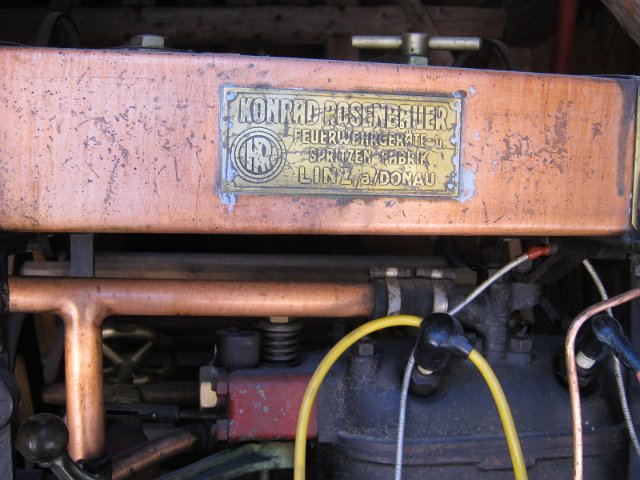 KONRAD ROSENBAUER
FEUERWEHRGERÄTE- u.
SPRITZEN-FABRIK
LINZ a/DONAU